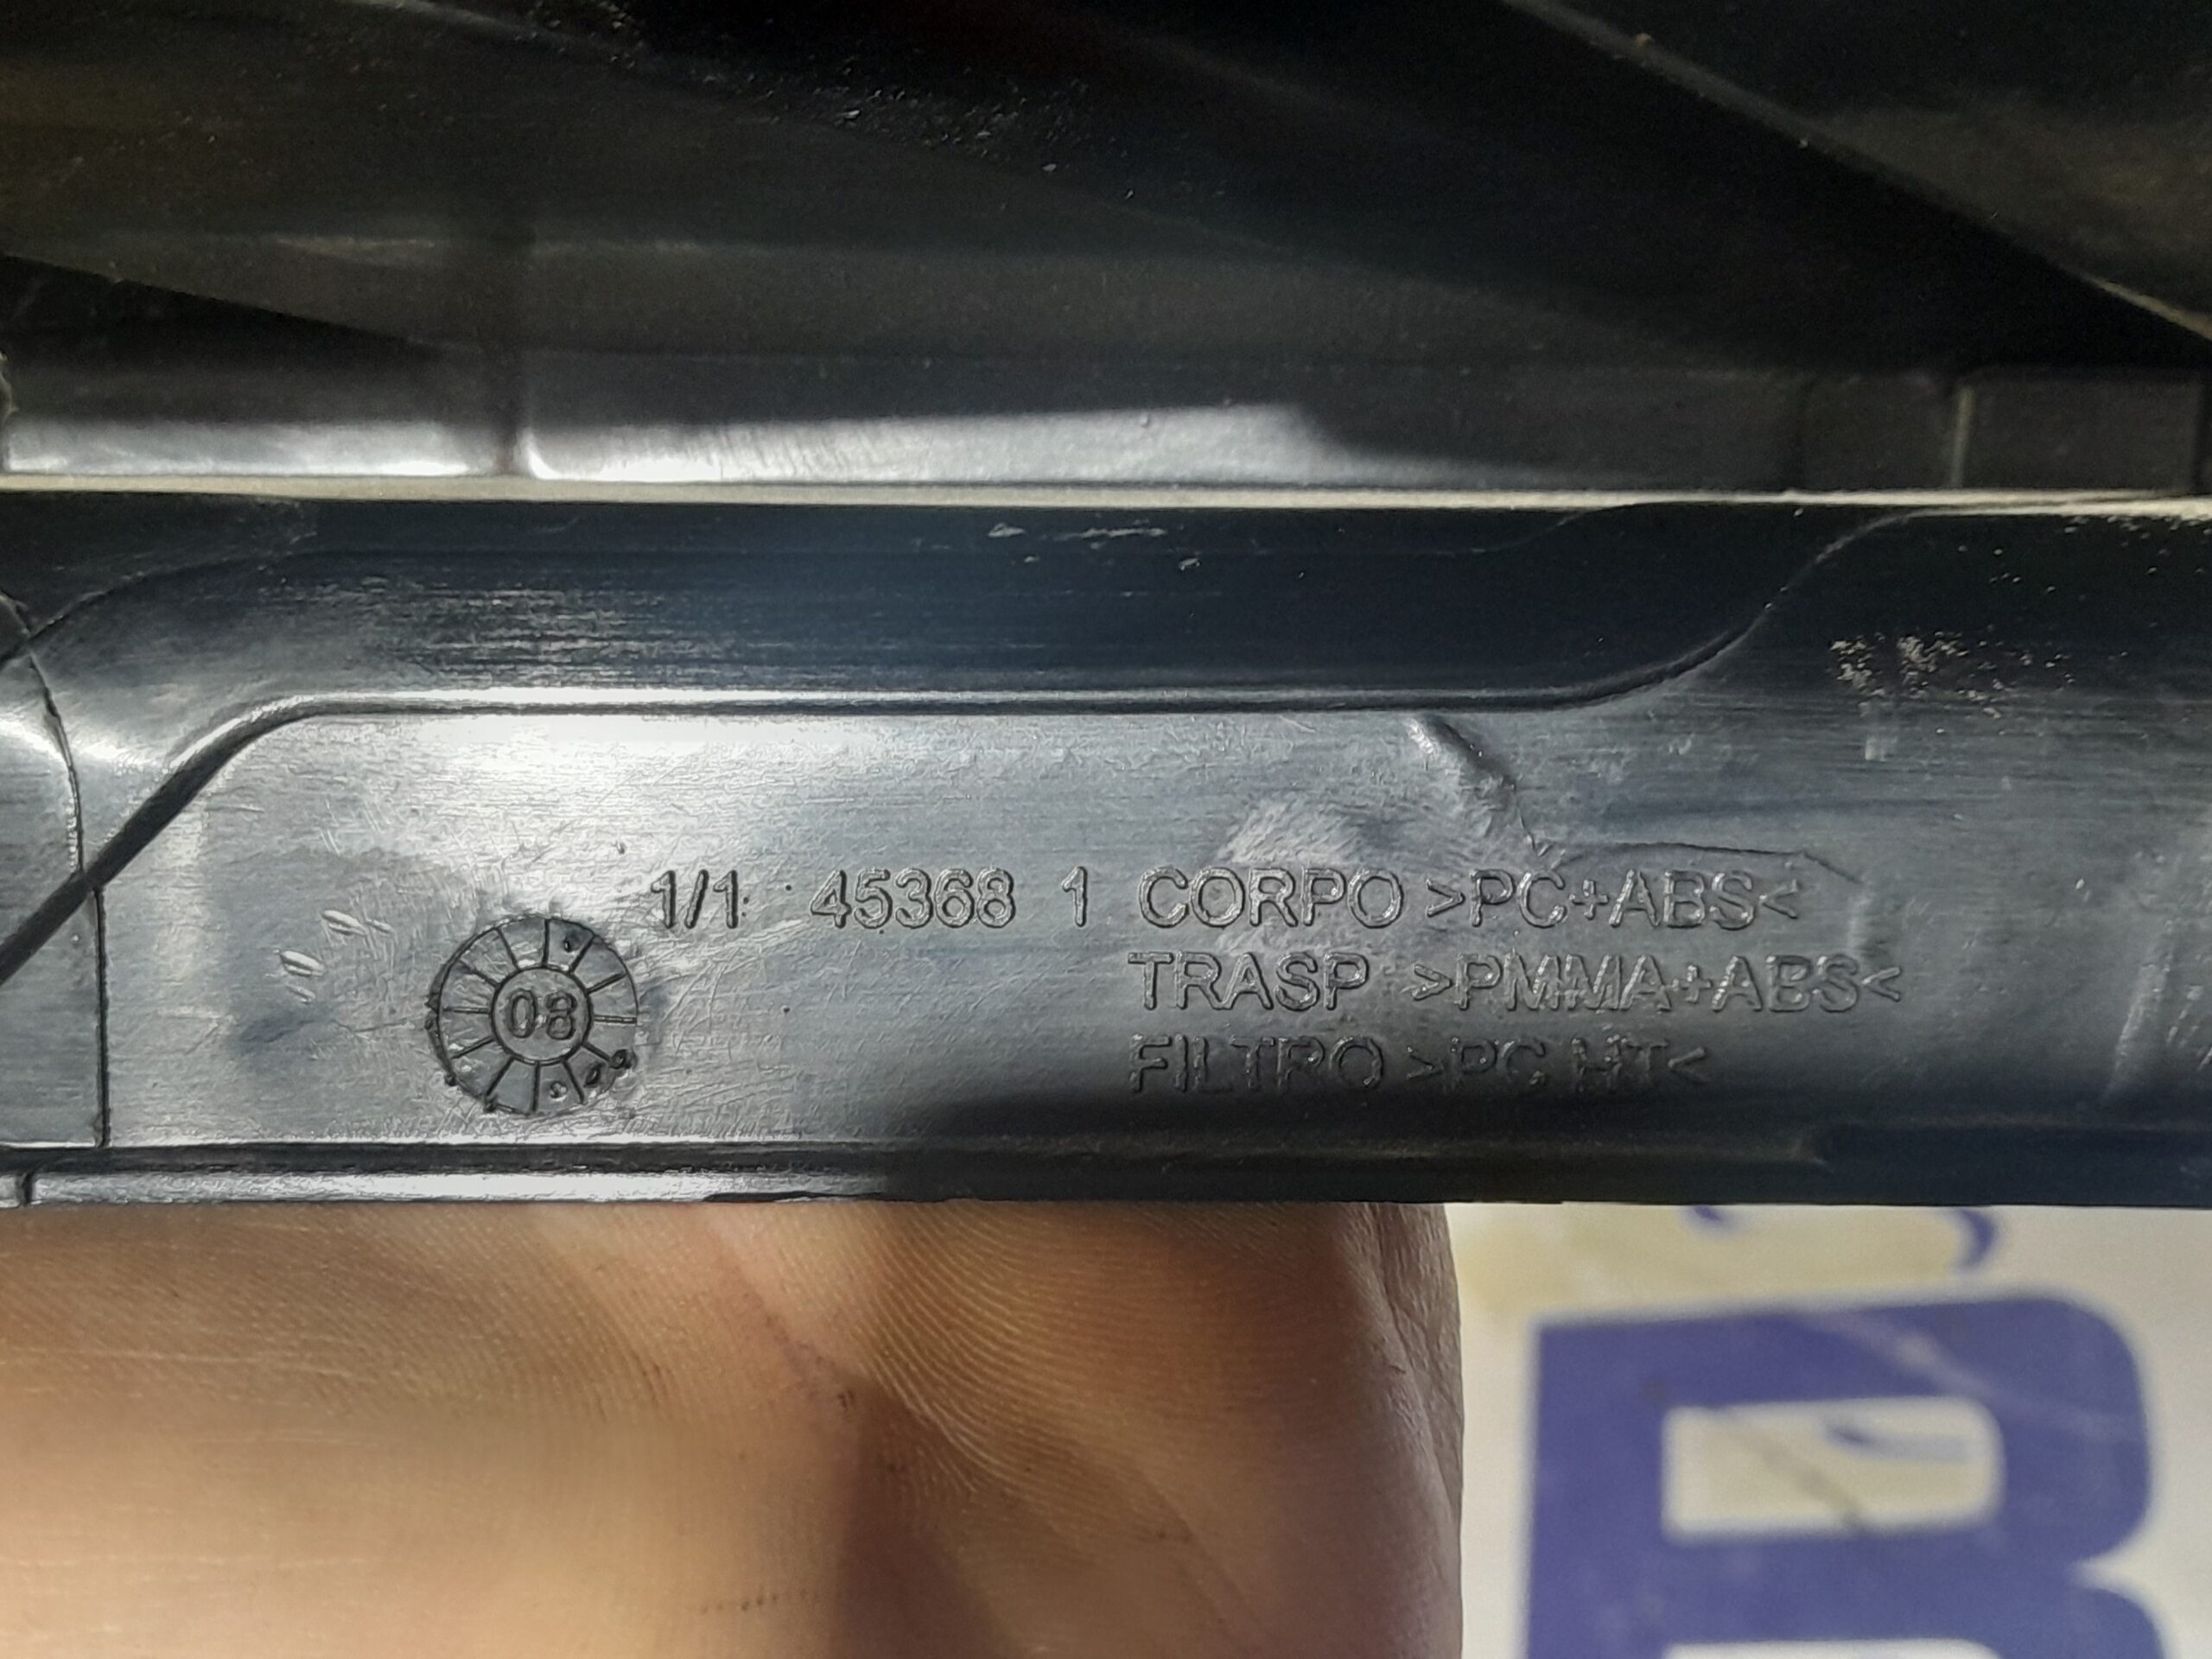 1/1 45368 1 CORPO >PC+ABS<
TRASP >PMMA+ABS<
FILTRO >PC HT<
08